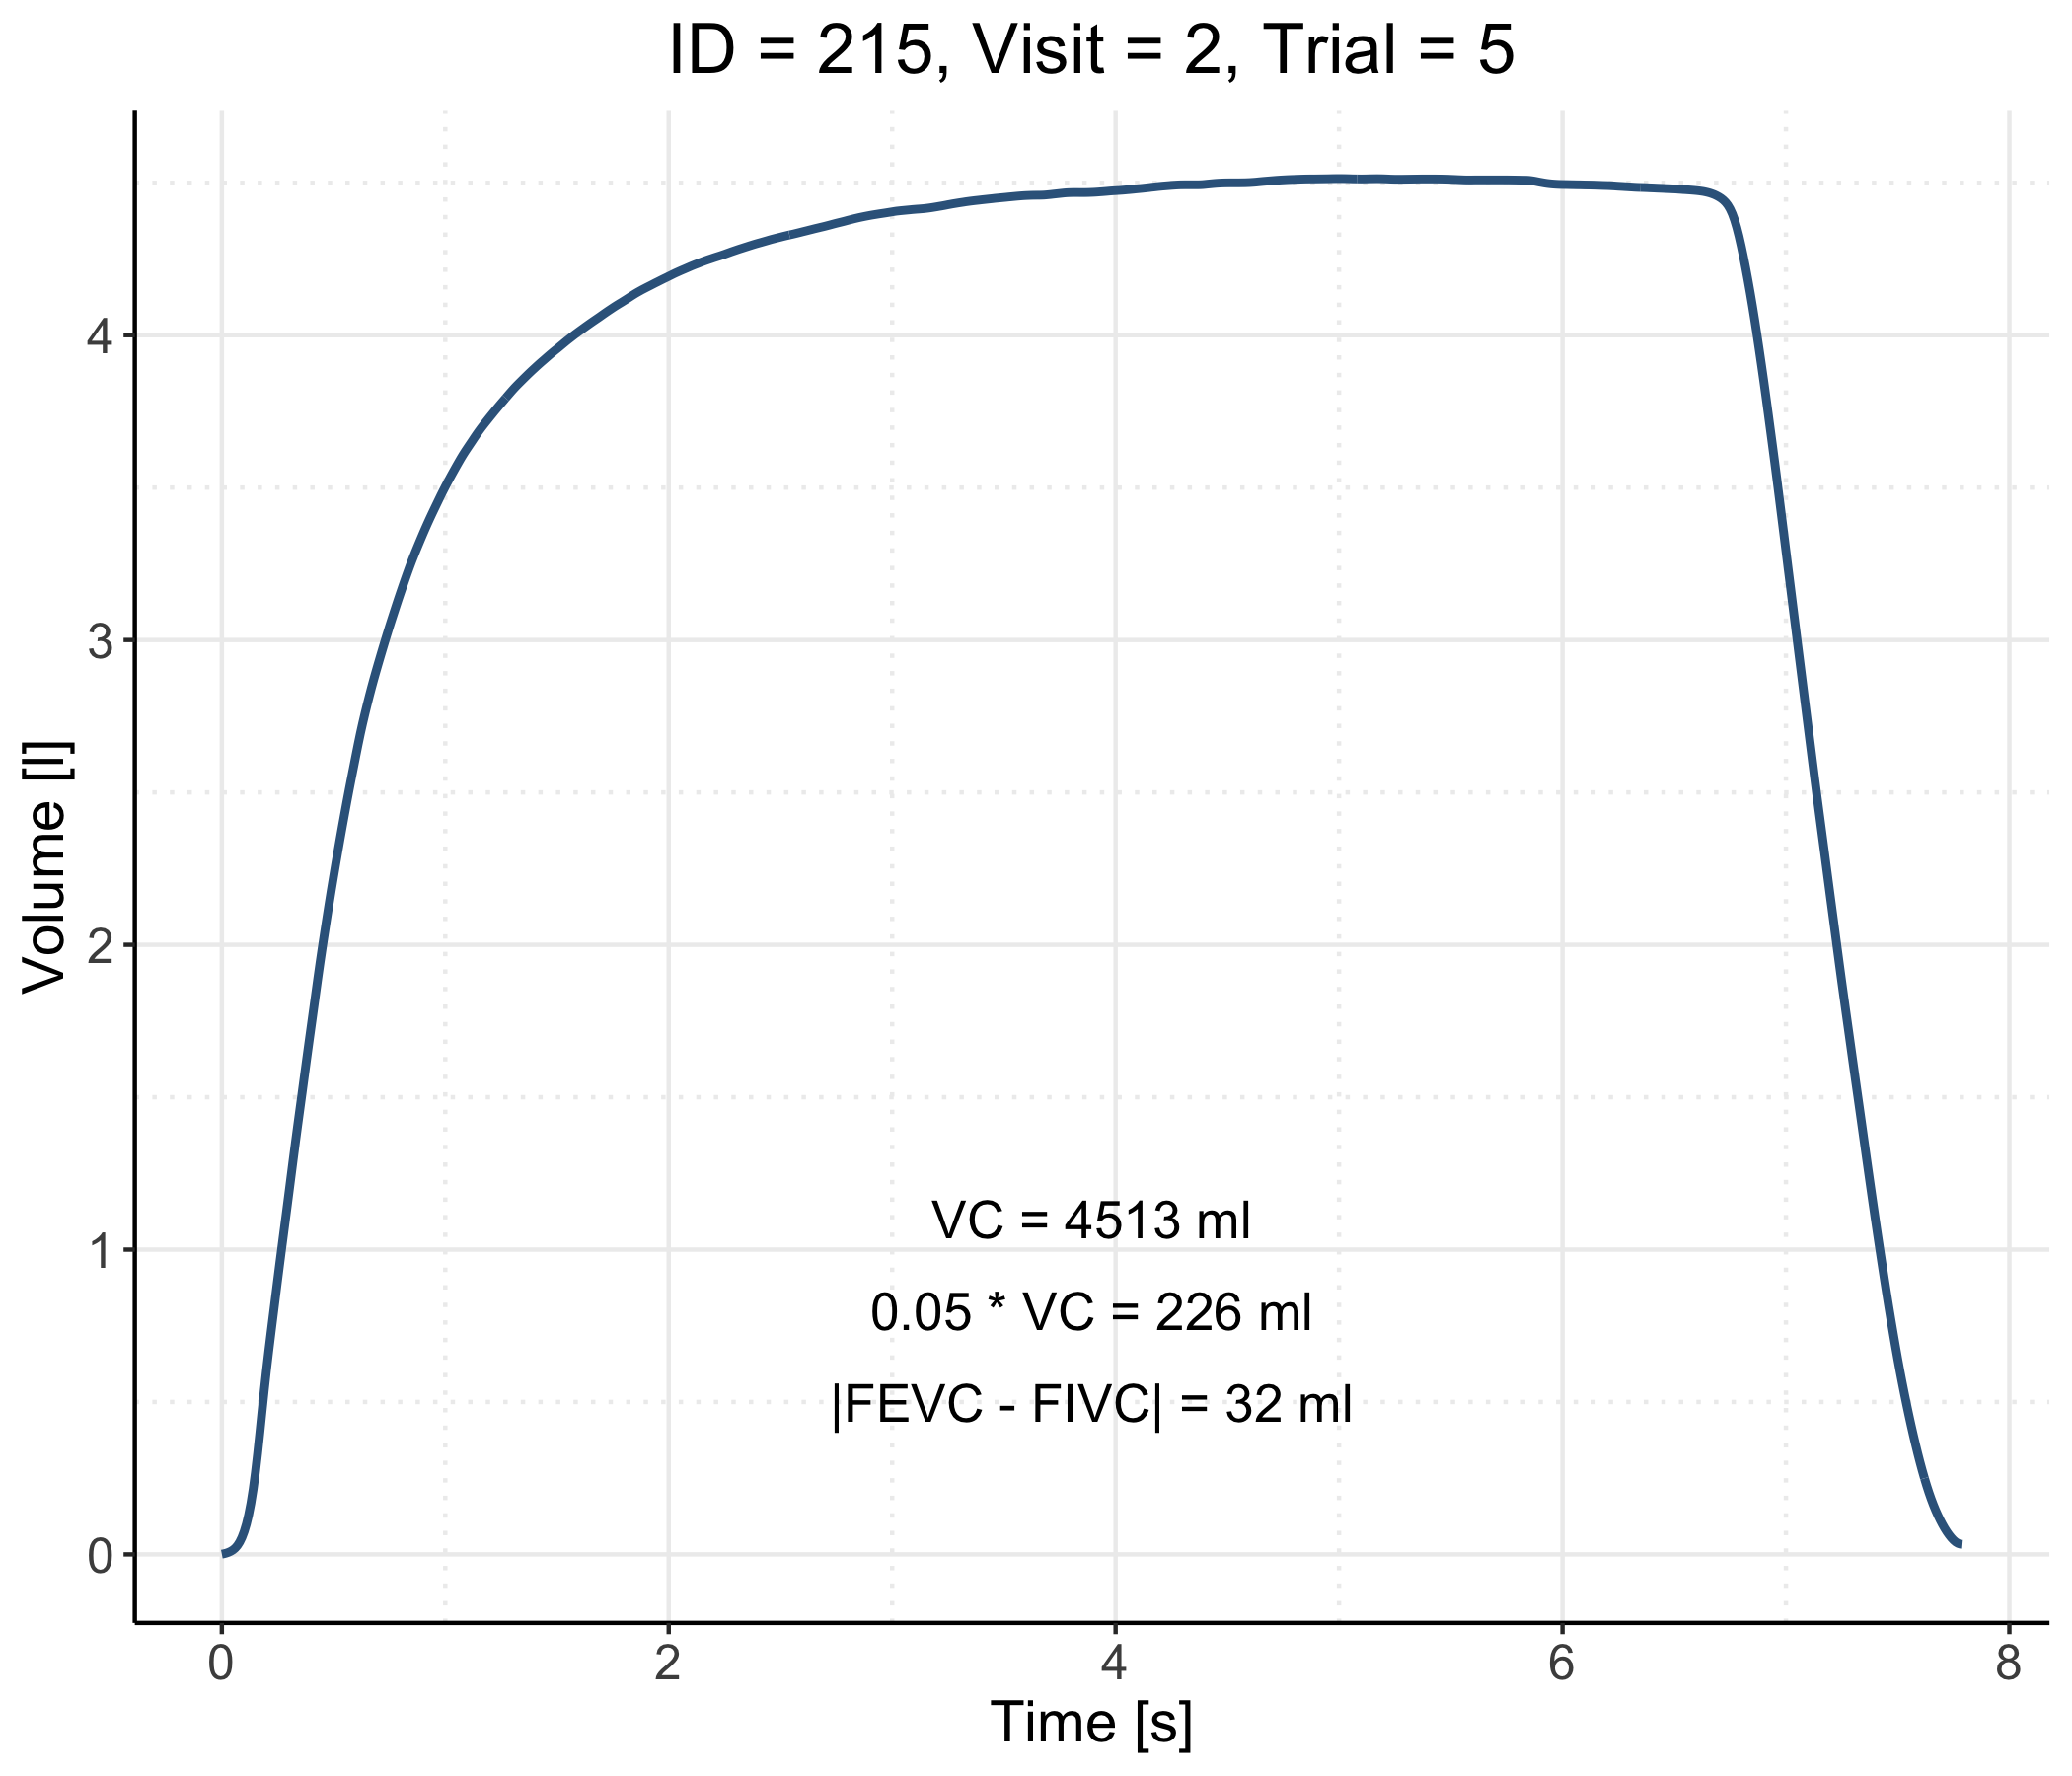 ID = 215, Visit = 2, Trial = 5
Volume [l]
4
3
2
1
0
VC = 4513 ml
0.05 * VC = 226 ml
|FEVC - FIVC| = 32 ml
0 2 4 6 8
Time [s]